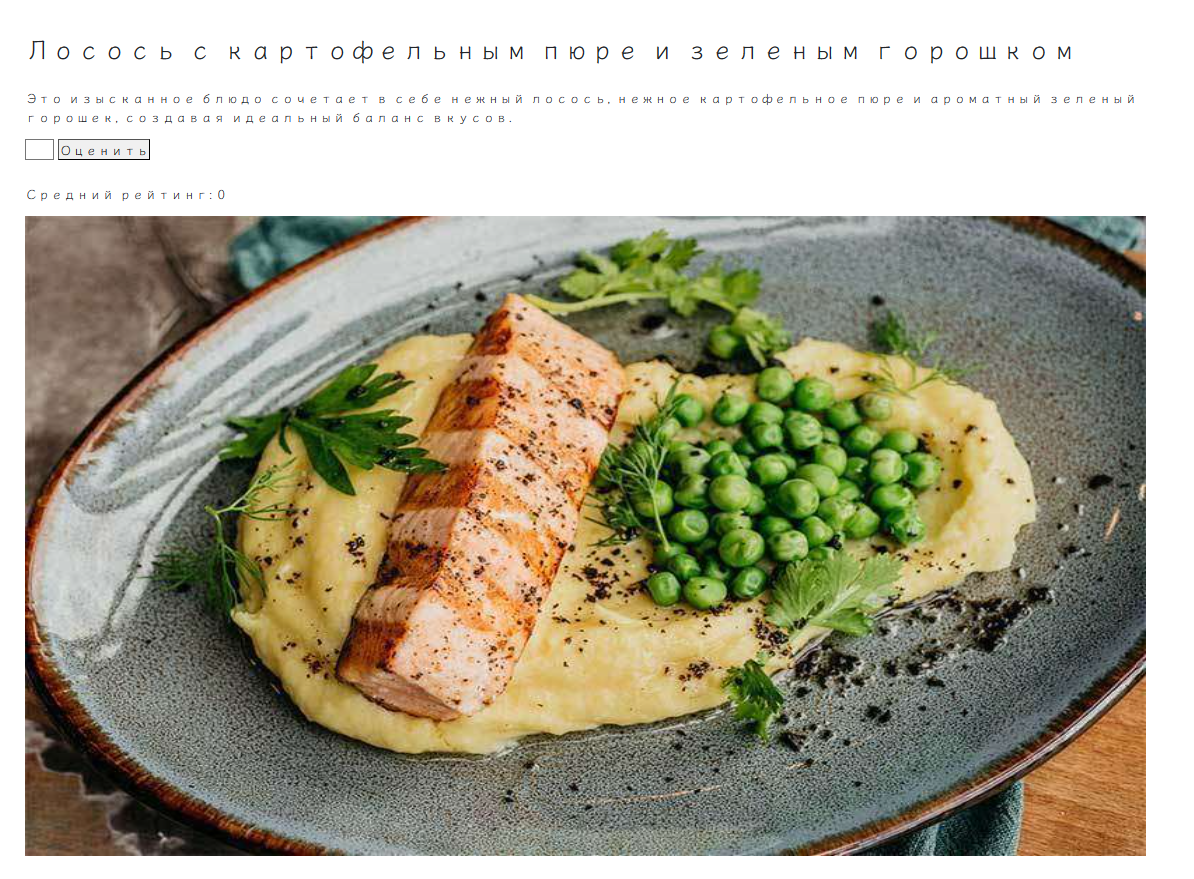 Лосось с картофельным пюре и зеленым горошком
Это изысканное блюдо сочетает в себе нежный лосось, нежное картофельное пюре и ароматный зеленый
горошек, создавая идеальный баланс вкусов.
Оценить
Средний рейтинг: 0